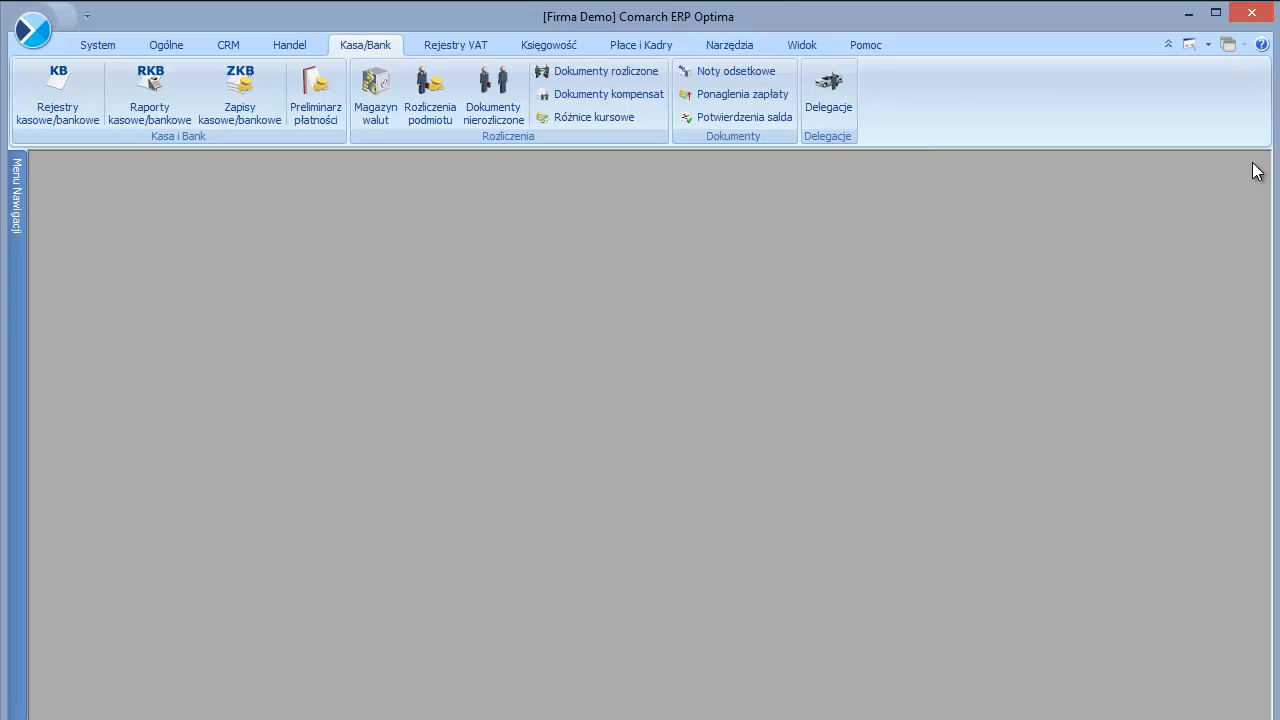 [Firma Demo] Comarch ERP Optima
System Ogólne CRM Handel Kasa/Bank Rejestry VAT Księgowość Płace i Kadry Narzędzia Widok Pomoc
KB
Rejestry
kasowe/bankowe
RKB
Raporty
kasowe/bankowe
ZKB
Zapisy
kasowe/bankowe
Preliminarz
płatności
Kasa i Bank
Magazyn
walut
Rozliczenia
podmiotu
Dokumenty
nierozliczone
Dokumenty rozliczone
Dokumenty kompensat
Różnice kursowe
Rozliczenia
Noty odsetkowe
Ponaglenia zapłaty
Potwierdzenia salda
Dokumenty
Delegacje
Delegacje
Menu Nawigacji